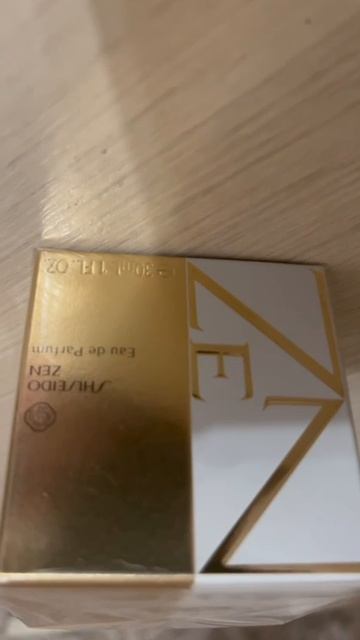 ZEN
SHISEIDO
ZEN
Eau de Parfum
℮ 30ml 1 FL. OZ.